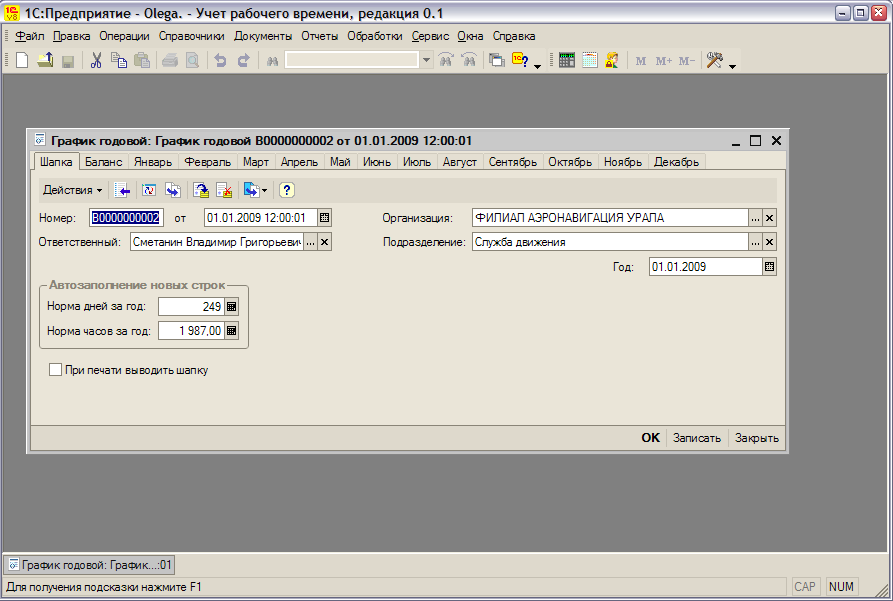 1С:Предприятие - Olega. - Учет рабочего времени, редакция 0.1
Файл Правка Операции Справочники Документы Отчеты Обработки Сервис Окна Справка
M M+ M-
График годовой: График годовой В0000000002 от 01.01.2009 12:00:01
Шапка Баланс Январь Февраль Март Апрель Май Июнь Июль Август Сентябрь Октябрь Ноябрь Декабрь
Действия
Номер: В0000000002 от 01.01.2009 12:00:01 Организация: ФИЛИАЛ АЭРОНАВИГАЦИЯ УРАЛА
Ответственный: Сметанин Владимир Григорьевич Подразделение: Служба движения
Год: 01.01.2009
Автозаполнение новых строк
Норма дней за год: 249
Норма часов за год: 1 987,00
При печати выводить шапку
OK Записать Закрыть
График годовой: График...:01
Для получения подсказки нажмите F1 CAP NUM